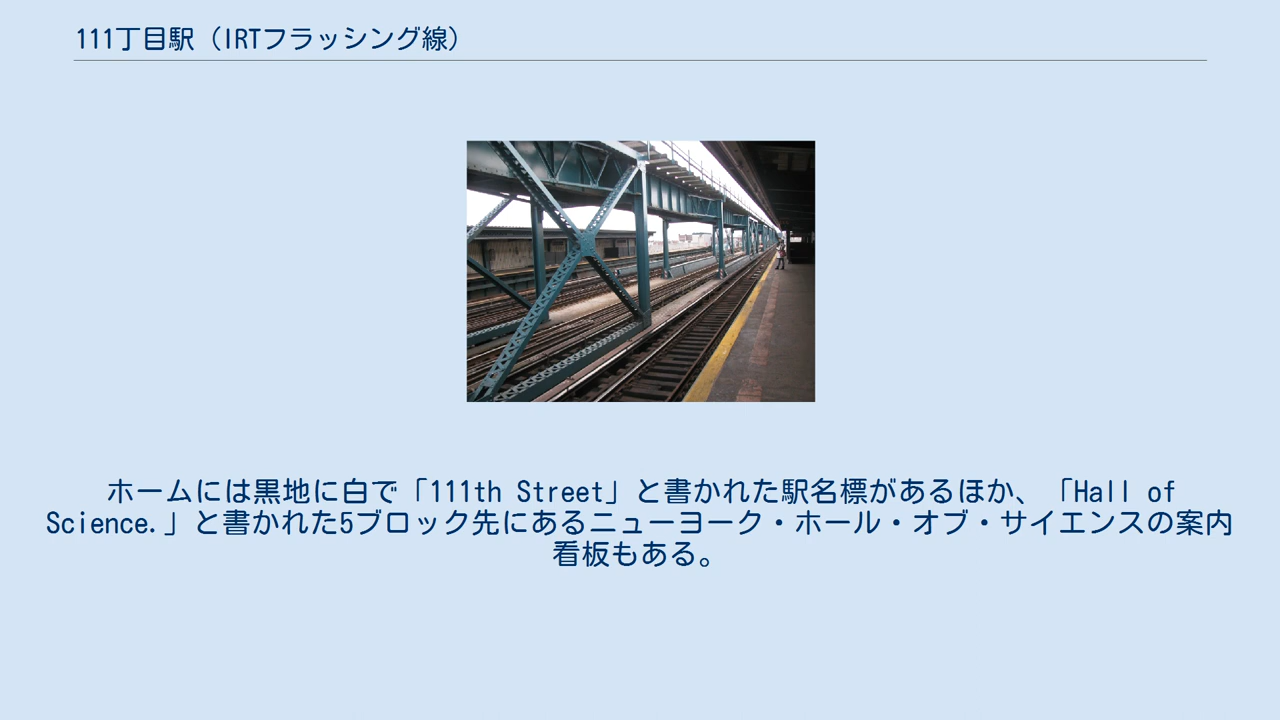 111丁目駅（IRTフラッシング線）
ホームには黒地に白で「111th Street」と書かれた駅名標があるほか、「Hall of
Science.」と書かれた5ブロック先にあるニューヨーク・ホール・オブ・サイエンスの案内
看板もある。